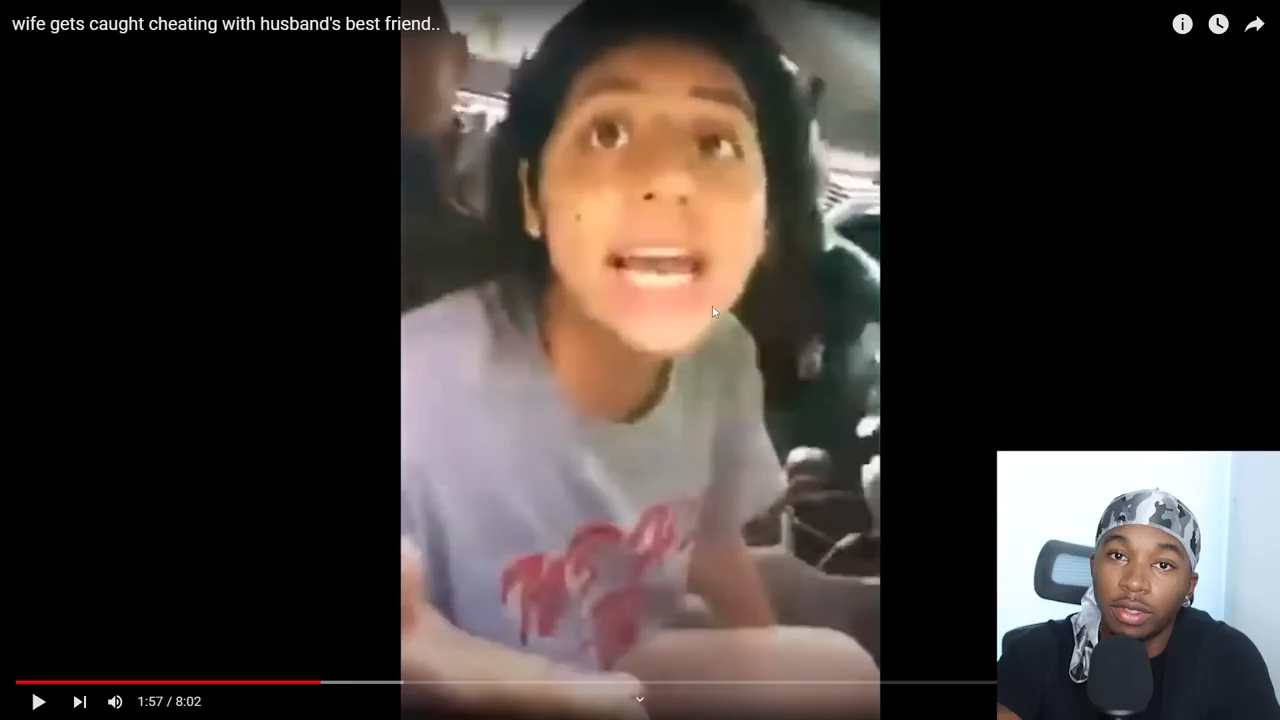 wife gets caught cheating with husband's best friend..
1:57 / 8:02